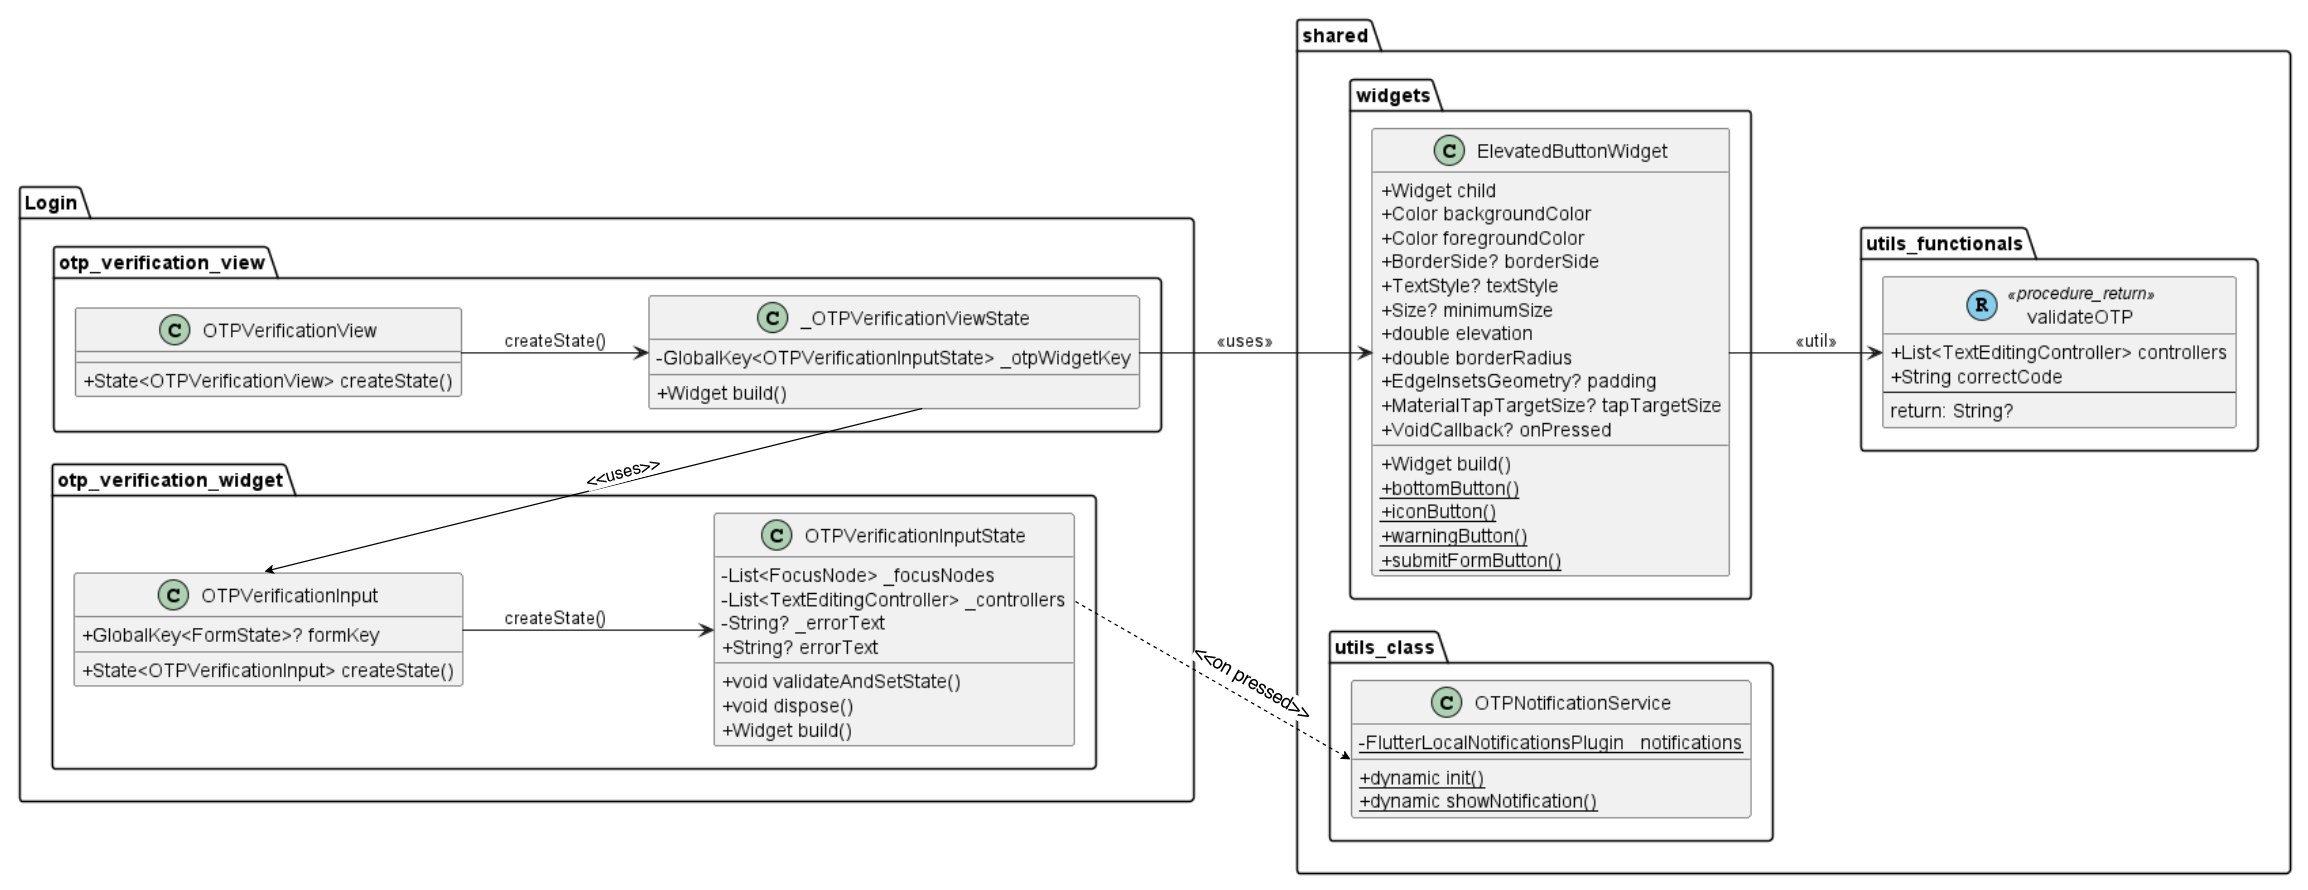 shared
widgets
C ElevatedButtonWidget
+Widget child
+Color backgroundColor
+Color foregroundColor
+BorderSide? borderSide
+TextStyle? textStyle
+Size? minimumSize
+double elevation
+double borderRadius
+EdgeInsetsGeometry? padding
+MaterialTapTargetSize? tapTargetSize
+VoidCallback? onPressed
+Widget build()
+bottomButton()
+iconButton()
+warningButton()
+submitFormButton()
«util»
utils_functionals
R «procedure_return»
validateOTP
+List<TextEditingController> controllers
+String correctCode
return: String?
utils_class
C OTPNotificationService
-FlutterLocalNotificationsPlugin _notifications
+dynamic init()
+dynamic showNotification()
Login
otp_verification_view
C OTPVerificationView
+State<OTPVerificationView> createState()
createState()
C _OTPVerificationViewState
-GlobalKey<OTPVerificationInputState> _otpWidgetKey
+Widget build()
«uses»
<<uses>>
otp_verification_widget
C OTPVerificationInput
+GlobalKey<FormState>? formKey
+State<OTPVerificationInput> createState()
createState()
C OTPVerificationInputState
-List<FocusNode> _focusNodes
-List<TextEditingController> _controllers
-String? _errorText
+String? errorText
+void validateAndSetState()
+void dispose()
+Widget build()
<<on pressed>>